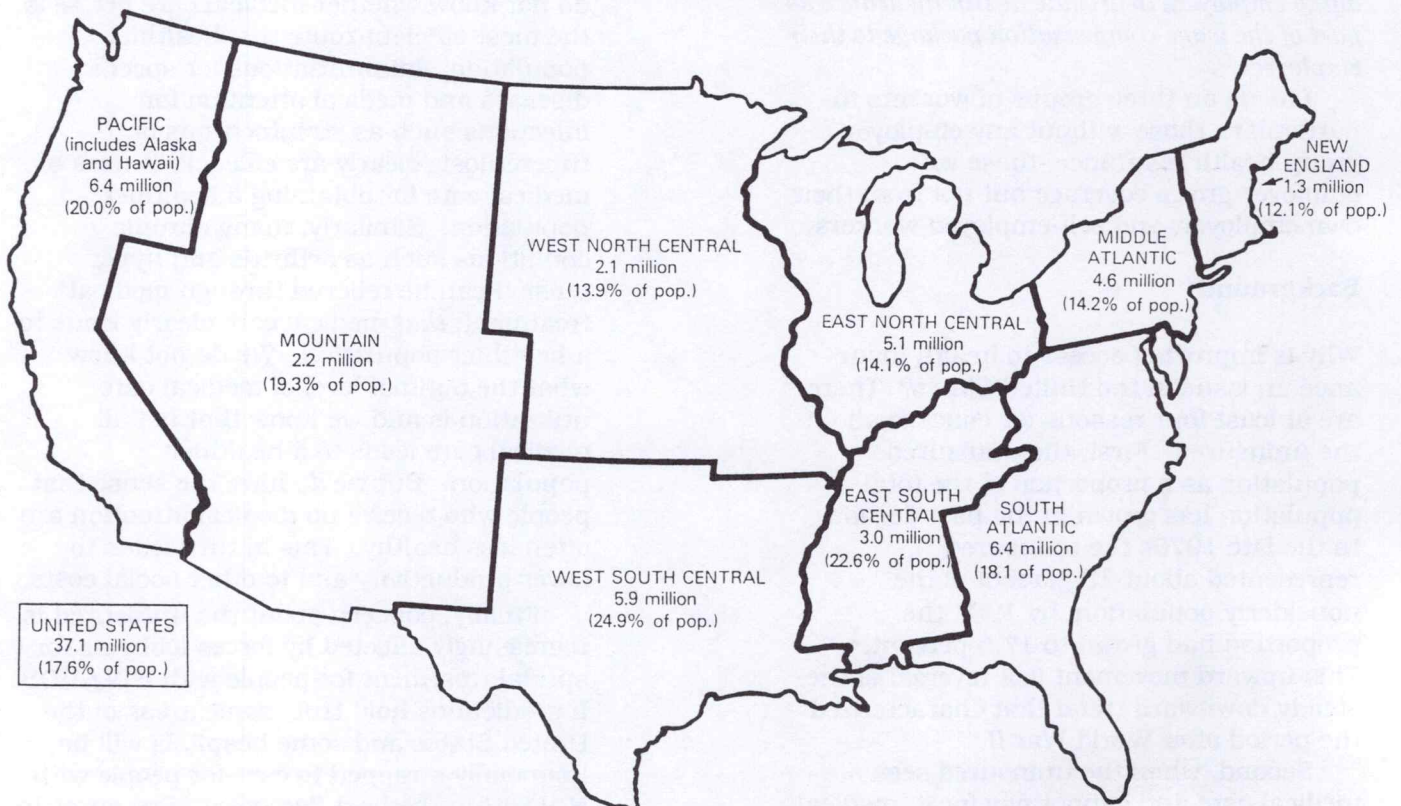 PACIFIC
(includes Alaska
and Hawaii)
6.4 million
(20.0% of pop.)
MOUNTAIN
2.2 million
(19.3% of pop.)
WEST NORTH CENTRAL
2.1 million
(13.9% of pop.)
EAST NORTH CENTRAL
5.1 million
(14.1% of pop.)
MIDDLE
ATLANTIC
4.6 million
(14.2% of pop.)
NEW
ENGLAND
1.3 million
(12.1% of pop.)
EAST SOUTH
CENTRAL
3.0 million
(22.6% of pop.)
SOUTH
ATLANTIC
6.4 million
(18.1% of pop.)
WEST SOUTH CENTRAL
5.9 million
(24.9% of pop.)
UNITED STATES
37.1 million
(17.6% of pop.)